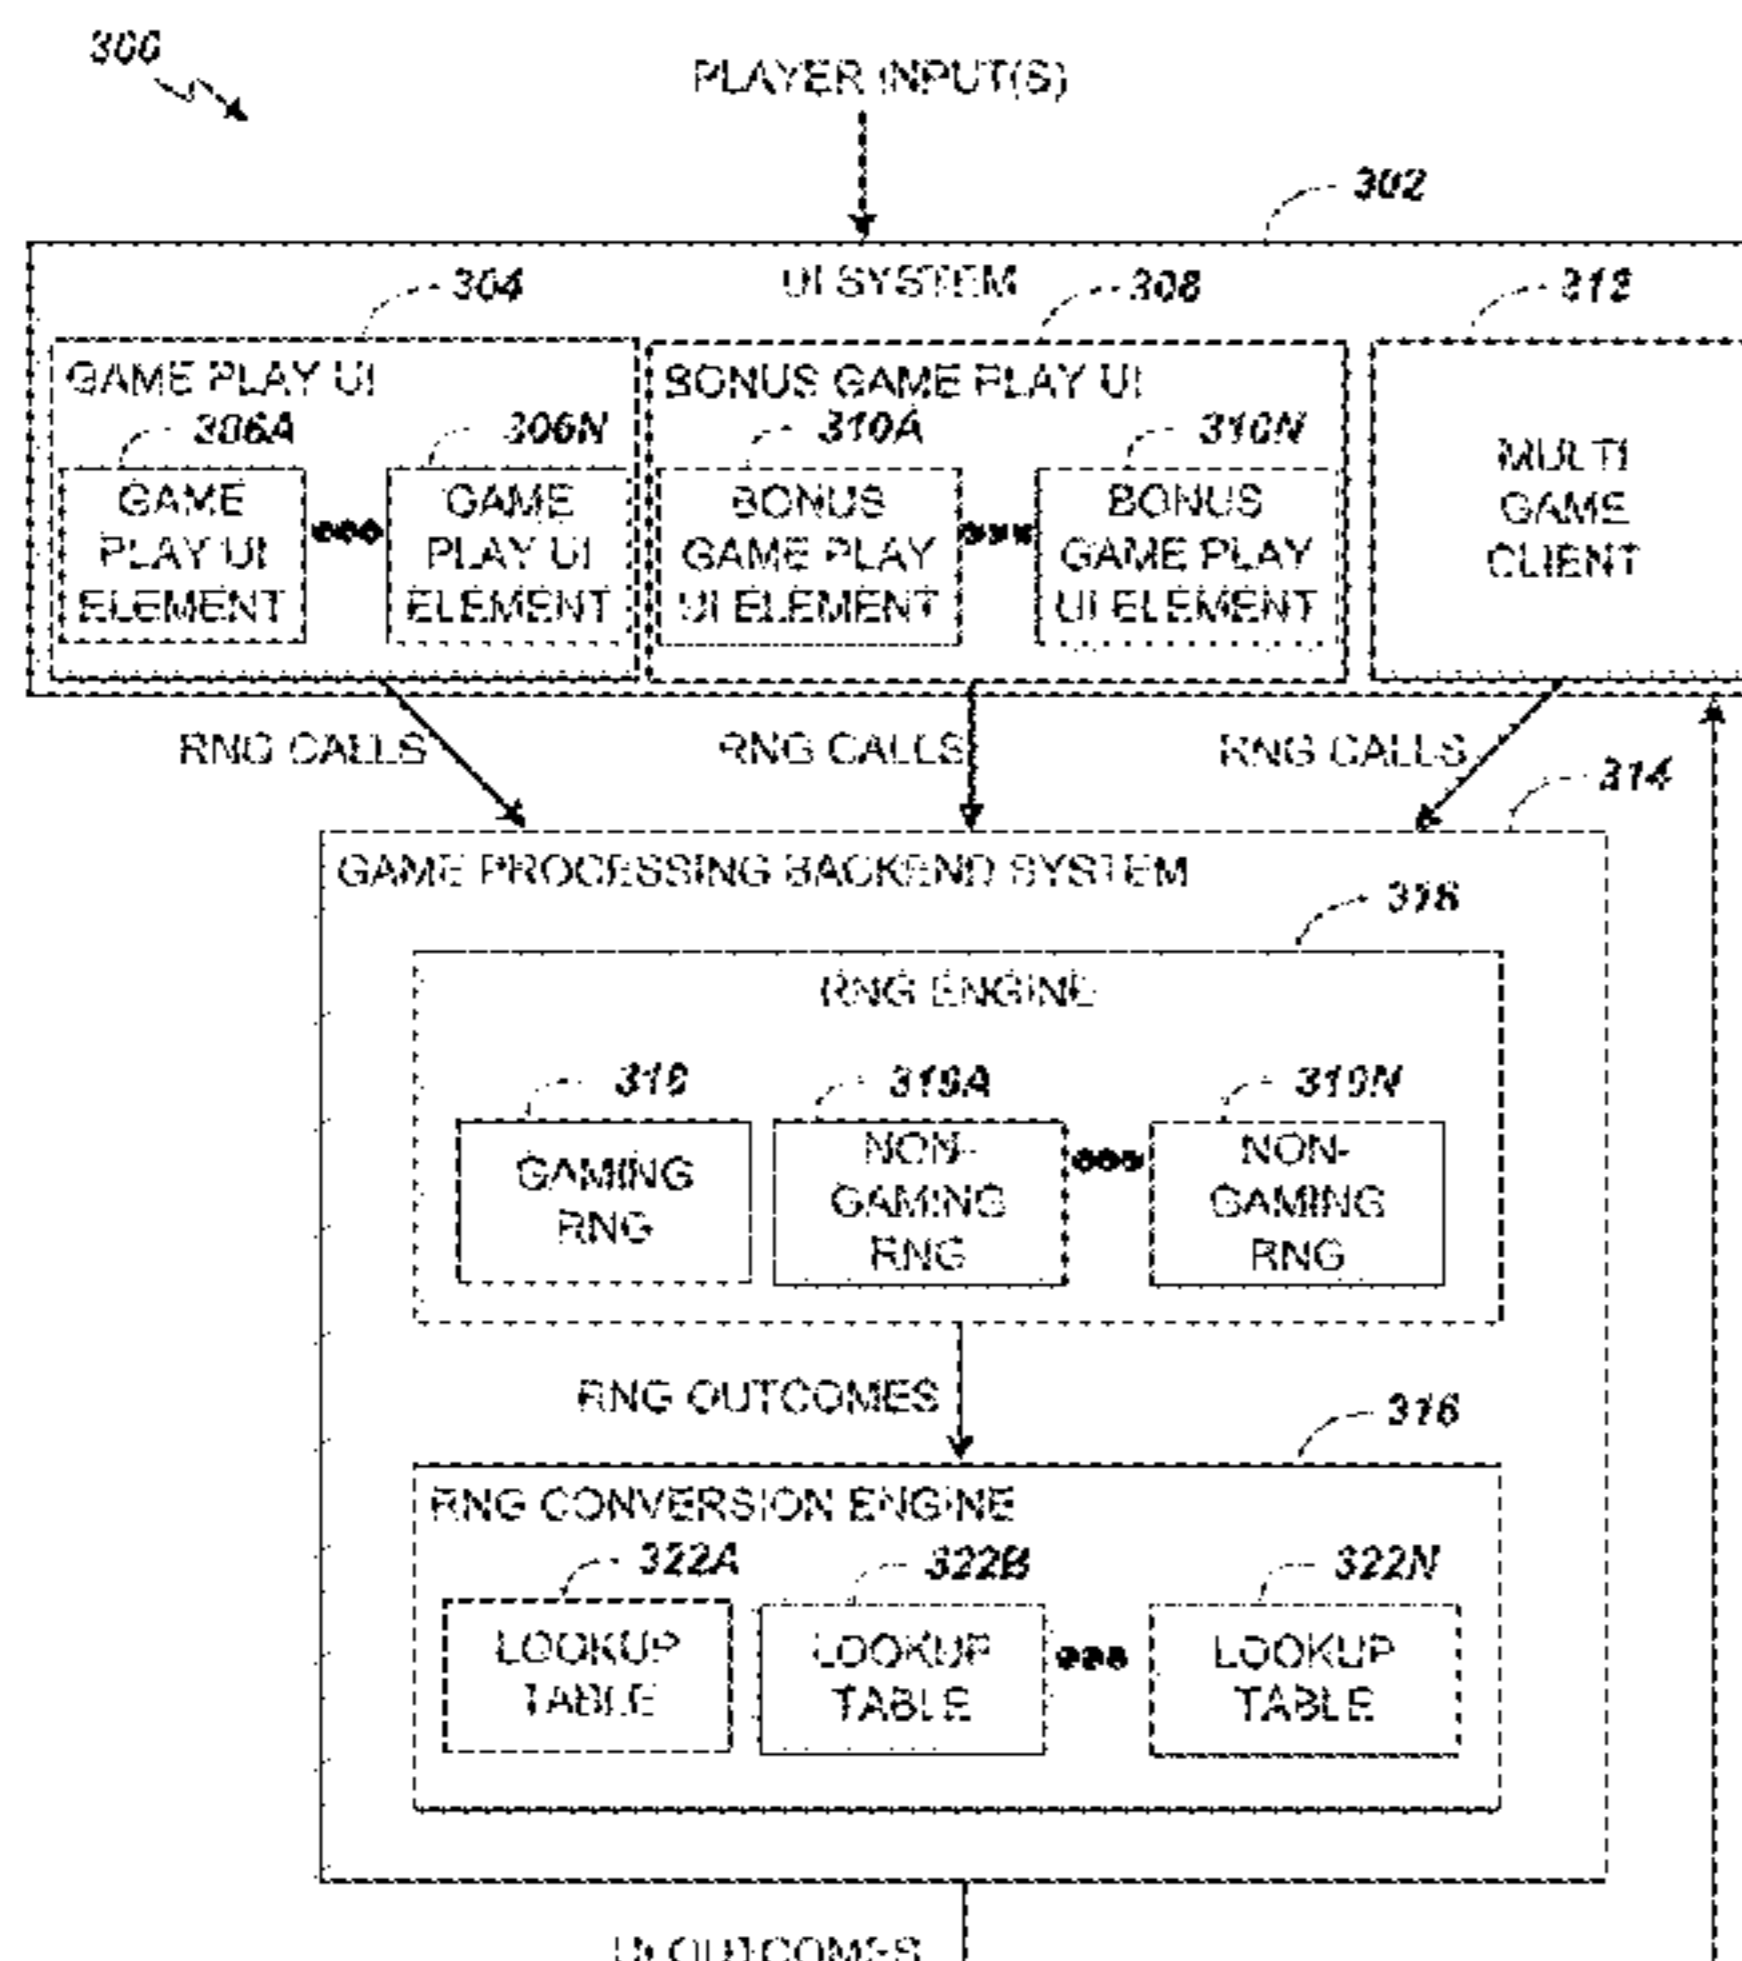 300
PLAYER INPUT(S)
302
UI SYSTEM
304
308
312
GAME PLAY UI
BONUS GAME PLAY UI
306A
306N
310A
310N
GAME
PLAY UI
ELEMENT
GAME
PLAY UI
ELEMENT
BONUS
GAME PLAY
UI ELEMENT
BONUS
GAME PLAY
UI ELEMENT
MULTI
GAME
CLIENT
RNG CALLS
RNG CALLS
RNG CALLS
314
GAME PROCESSING BACKEND SYSTEM
RNG ENGINE
319A
319N
GAMING
RNG
NON-
GAMING
RNG
NON-
GAMING
RNG
RNG OUTCOMES
RNG CONVERSION ENGINE
322A
322B
322N
LOOKUP
TABLE
LOOKUP
TABLE
LOOKUP
TABLE
UI OUTCOMES